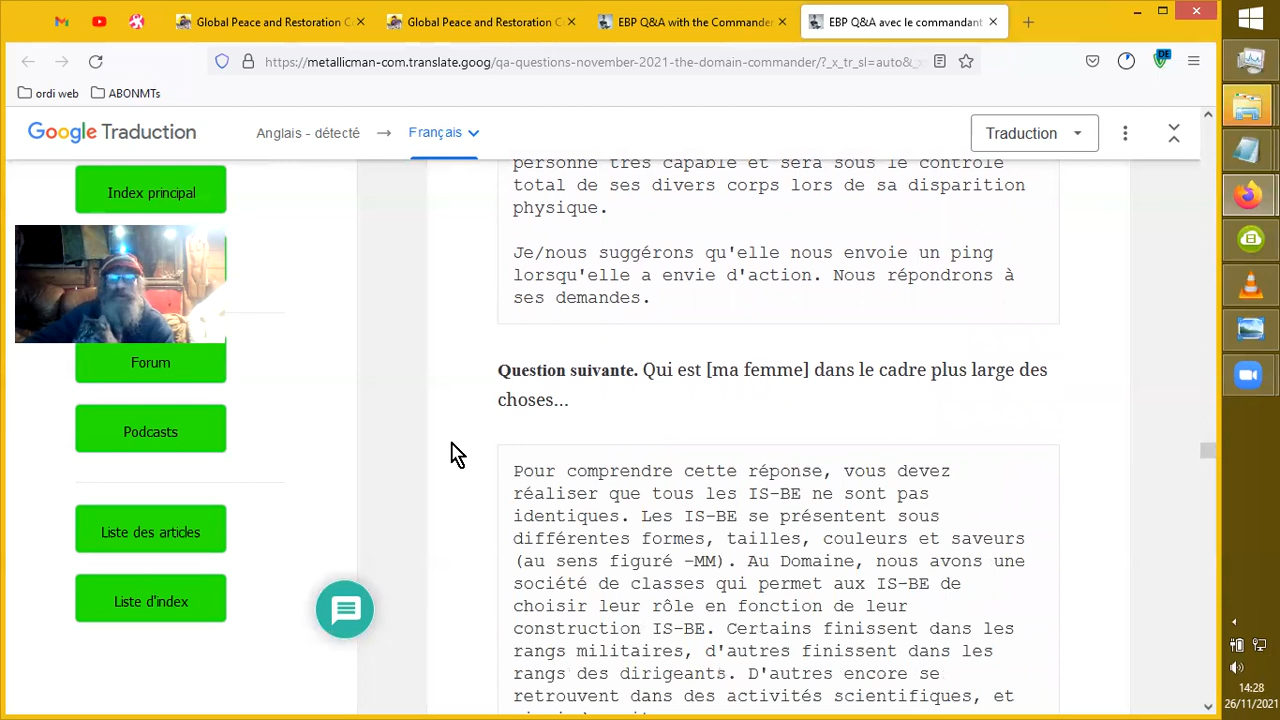 Global Peace and Restoration C
Global Peace and Restoration C
EBP Q&A with the Commander
EBP Q&A avec le commandant
https://metallicman-com.translate.goog/qa-questions-november-2021-the-domain-commander/?_x_tr_sl=auto&_x
DE
ordi web
ABONMTs
Google Traduction
Anglais - détecté → Français
Traduction
Index principal
Forum
Podcasts
Liste des articles
Liste d'index
personne très capable et sera sous le contrôle
total de ses divers corps lors de sa disparition
physique.
Je/nous suggérons qu'elle nous envoie un ping
lorsqu'elle a envie d'action. Nous répondrons à
ses demandes.
Question suivante. Qui est [ma femme] dans le cadre plus large des
choses…
Pour comprendre cette réponse, vous devez
réaliser que tous les IS-BE ne sont pas
identiques. Les IS-BE se présentent sous
différentes formes, tailles, couleurs et saveurs
(au sens figuré -MM). Au Domaine, nous avons une
société de classes qui permet aux IS-BE de
choisir leur rôle en fonction de leur
construction IS-BE. Certains finissent dans les
rangs militaires, d'autres finissent dans les
rangs des dirigeants. D'autres encore se
retrouvent dans des activités scientifiques, et
14:28
26/11/2021